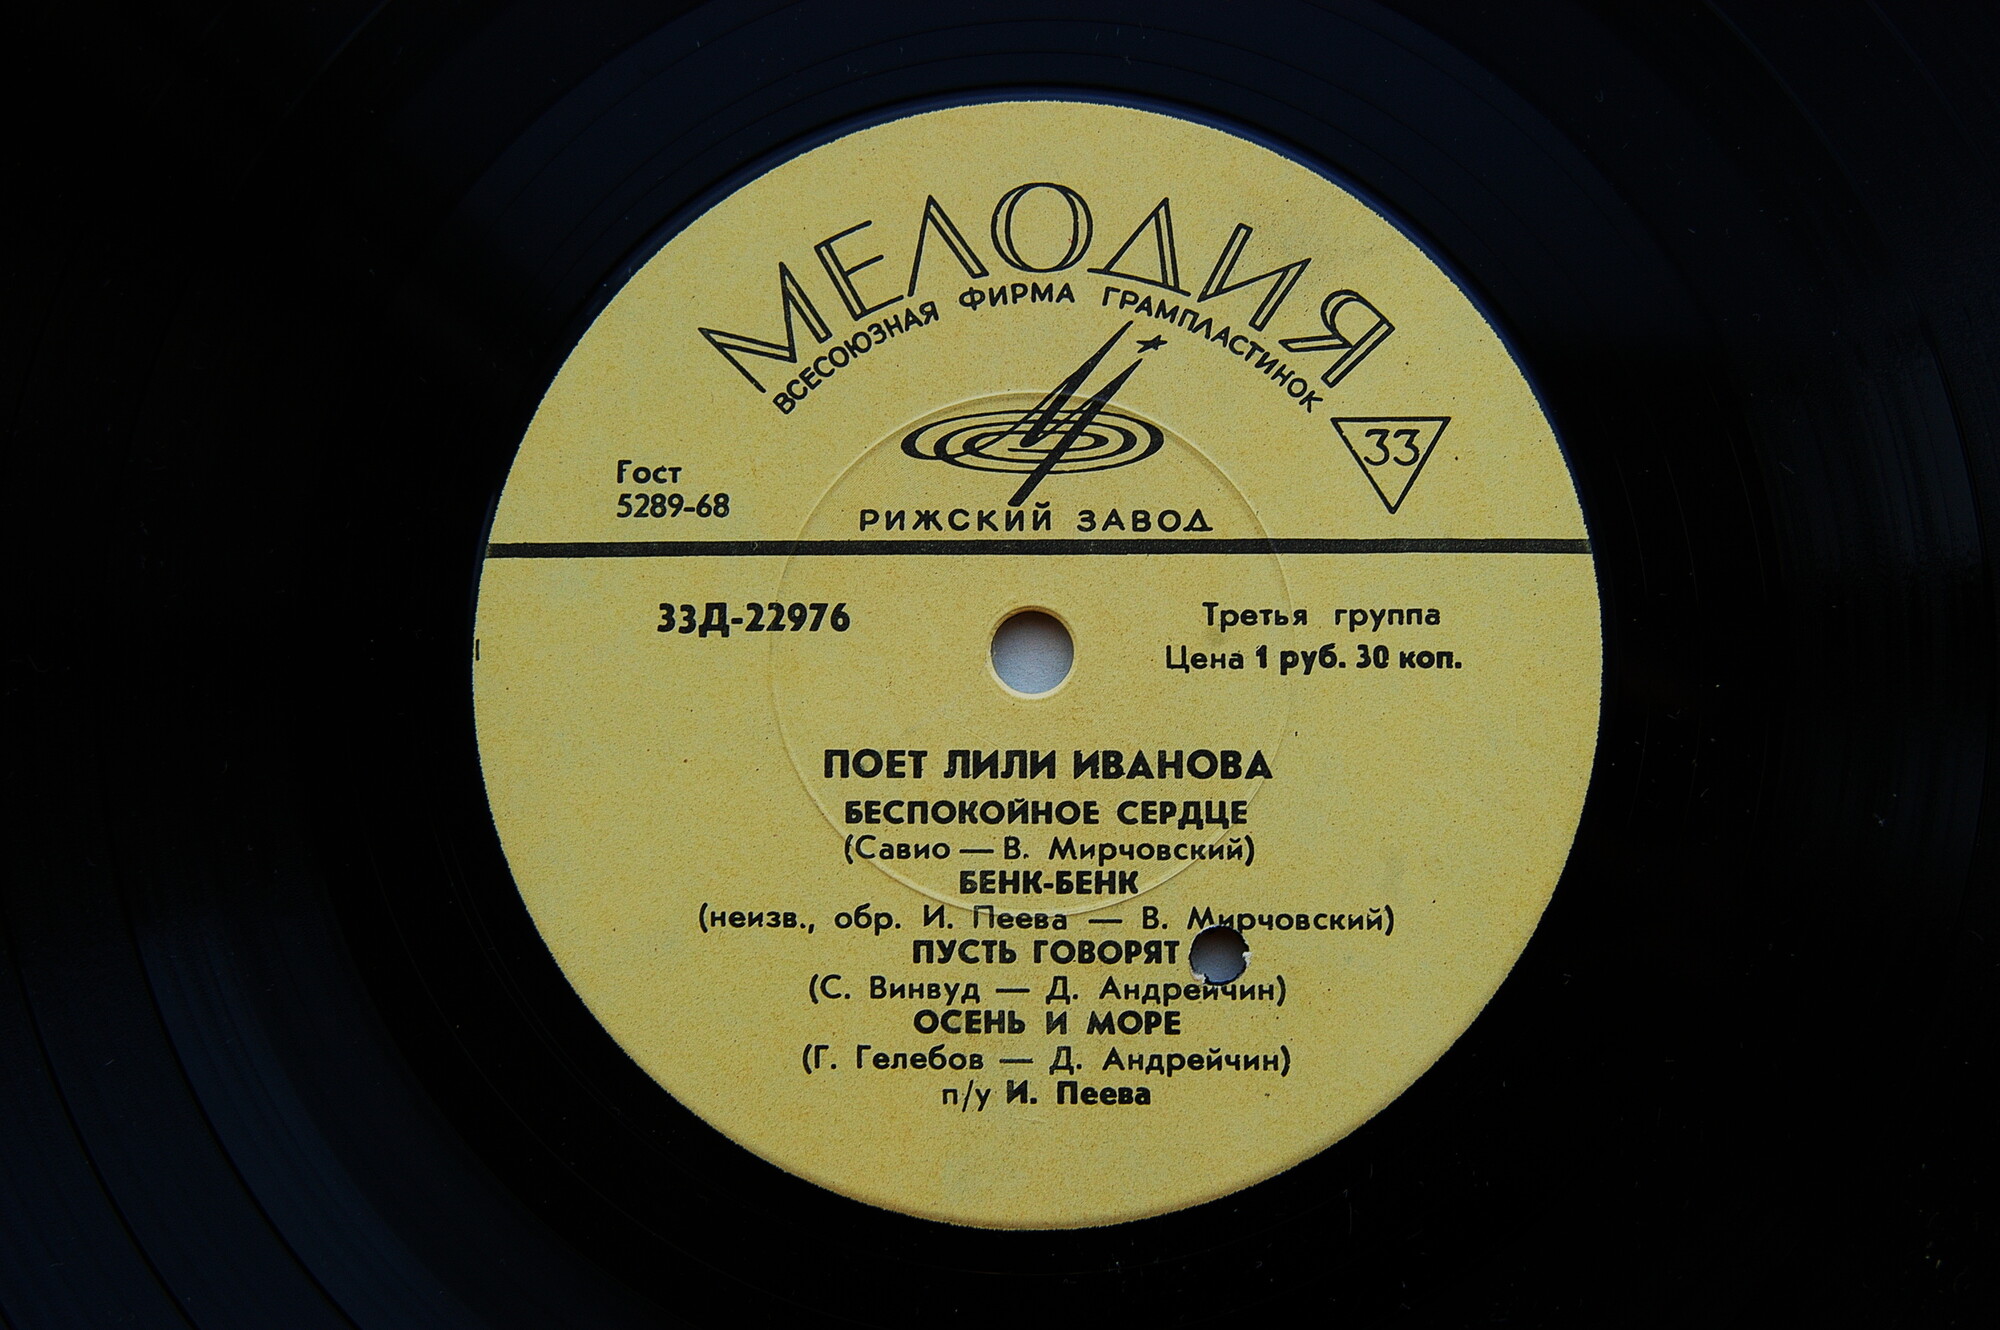 МЕЛОДИЯ
ВСЕСОЮЗНАЯ ФИРМА ГРАМПЛАСТИНОК
33
Гост
5289-68
РИЖСКИЙ ЗАВОД
33Д-22976
Третья группа
Цена 1 руб. 30 коп.
ПОЕТ ЛИЛИ ИВАНОВА
БЕСПОКОЙНОЕ СЕРДЦЕ
(Савио — В. Мирчовский)
БЕНК-БЕНК
(неизв., обр. И. Пеева — В. Мирчовский)
ПУСТЬ ГОВОРЯТ
(С. Винвуд — Д. Андрейчин)
ОСЕНЬ И МОРЕ
(Г. Гелебов — Д. Андрейчин)
п/у И. Пеева